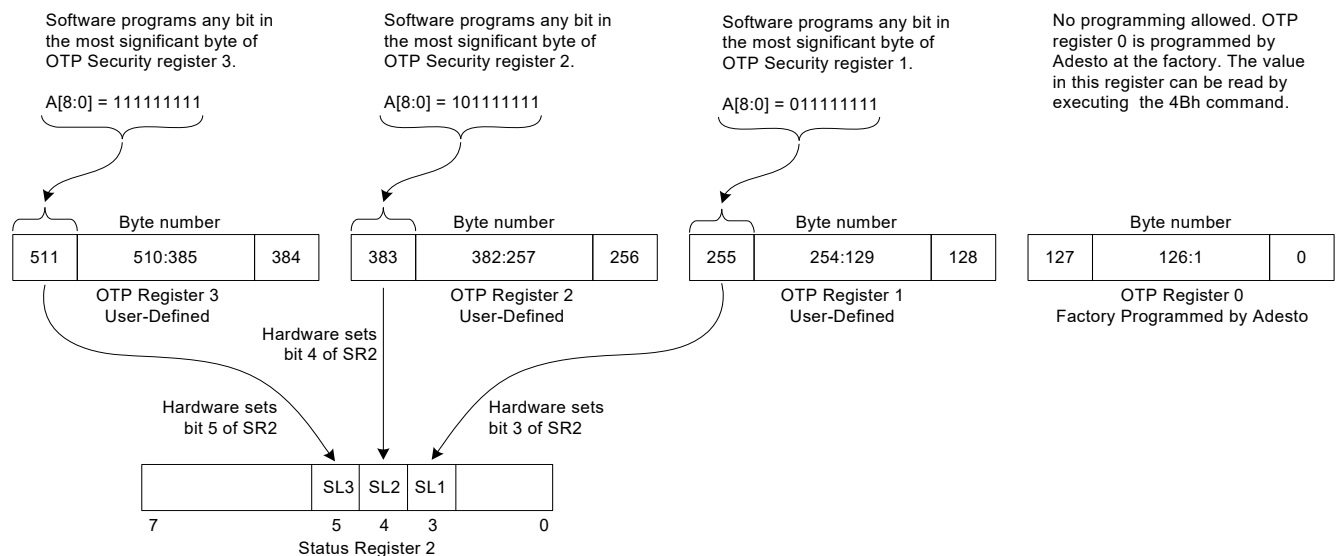 Software programs any bit in
the most significant byte of
OTP Security register 3.
A[8:0] = 111111111
Software programs any bit in
the most significant byte of
OTP Security register 2.
A[8:0] = 101111111
Software programs any bit in
the most significant byte of
OTP Security register 1.
A[8:0] = 011111111
No programming allowed. OTP
register 0 is programmed by
Adesto at the factory. The value
in this register can be read by
executing the 4Bh command.
Byte number
511 510:385 384
OTP Register 3
User-Defined
Byte number
383 382:257 256
OTP Register 2
User-Defined
Byte number
255 254:129 128
OTP Register 1
User-Defined
Byte number
127 126:1 0
OTP Register 0
Factory Programmed by Adesto
Hardware sets
bit 5 of SR2
Hardware sets
bit 4 of SR2
Hardware sets
bit 3 of SR2
SL3 SL2 SL1
7 5 4 3 0
Status Register 2